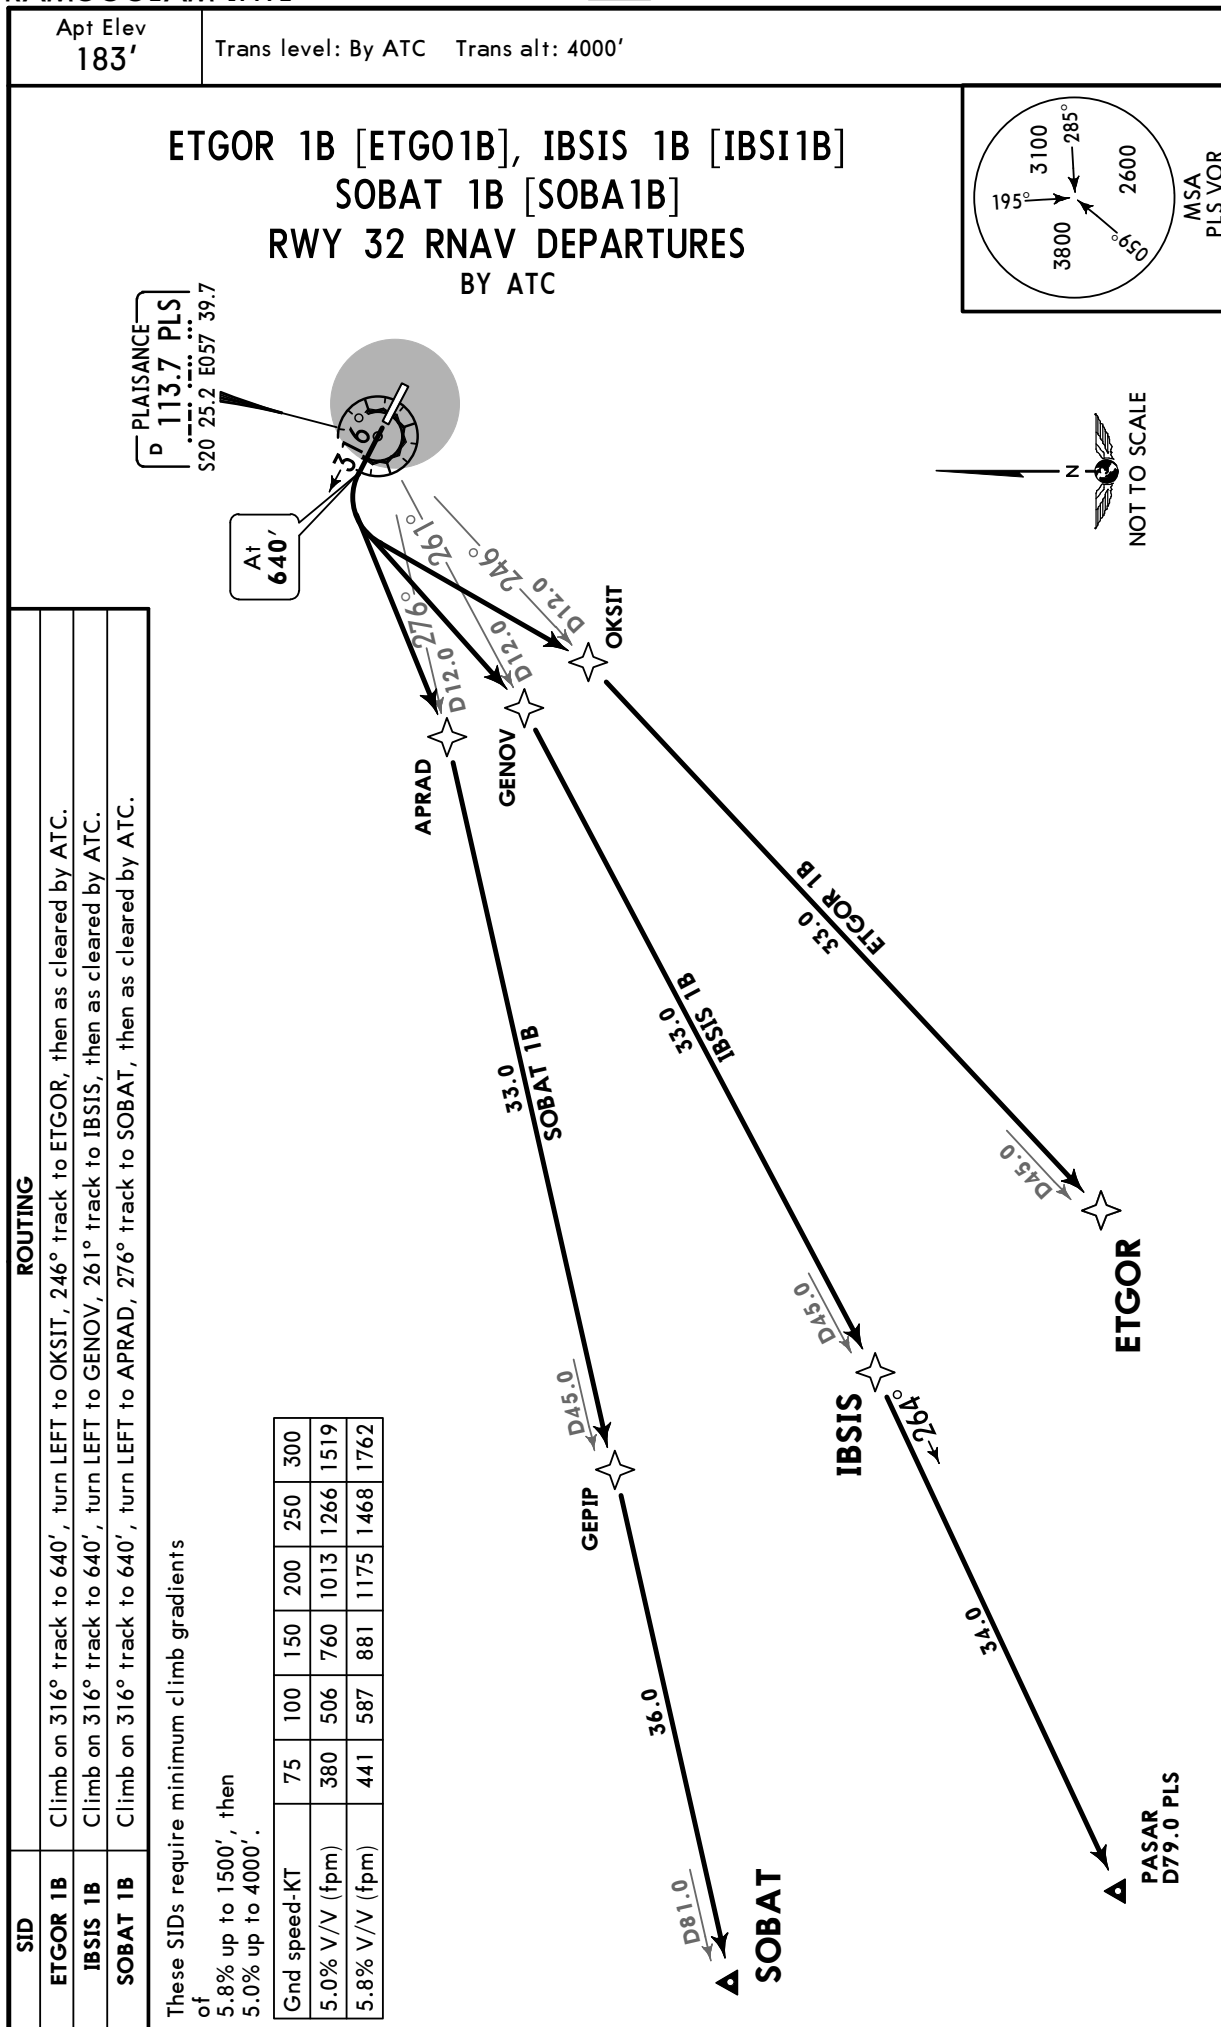 Apt Elev
183'
Trans level: By ATC Trans alt: 4000'
ETGOR 1B [ETGO1B], IBSIS 1B [IBSI1B]
SOBAT 1B [SOBA1B]
RWY 32 RNAV DEPARTURES
BY ATC
3100
285°
195°
2600
3800
059°
MSA
PLS VOR
PLAISANCE
D 113.7 PLS
S20 25.2 E057 39.7
316°
At
640'
N
NOT TO SCALE
276°
D12.0
261°
D12.0
246°
D12.0
OKSIT
GENOV
APRAD
33.0
ETGOR 1B
33.0
IBSIS 1B
33.0
SOBAT 1B
D45.0
ETGOR
D45.0
IBSIS
264°
D45.0
GEPIP
34.0
36.0
PASAR
D79.0 PLS
D81.0
SOBAT
SID ROUTING
ETGOR 1B Climb on 316° track to 640', turn LEFT to OKSIT, 246° track to ETGOR, then as cleared by ATC.
IBSIS 1B Climb on 316° track to 640', turn LEFT to GENOV, 261° track to IBSIS, then as cleared by ATC.
SOBAT 1B Climb on 316° track to 640', turn LEFT to APRAD, 276° track to SOBAT, then as cleared by ATC.
These SIDs require minimum climb gradients
of
5.8% up to 1500', then
5.0% up to 4000'.
Gnd speed-KT 75 100 150 200 250 300
5.0% V/V (fpm) 380 506 760 1013 1266 1519
5.8% V/V (fpm) 441 587 881 1175 1468 1762